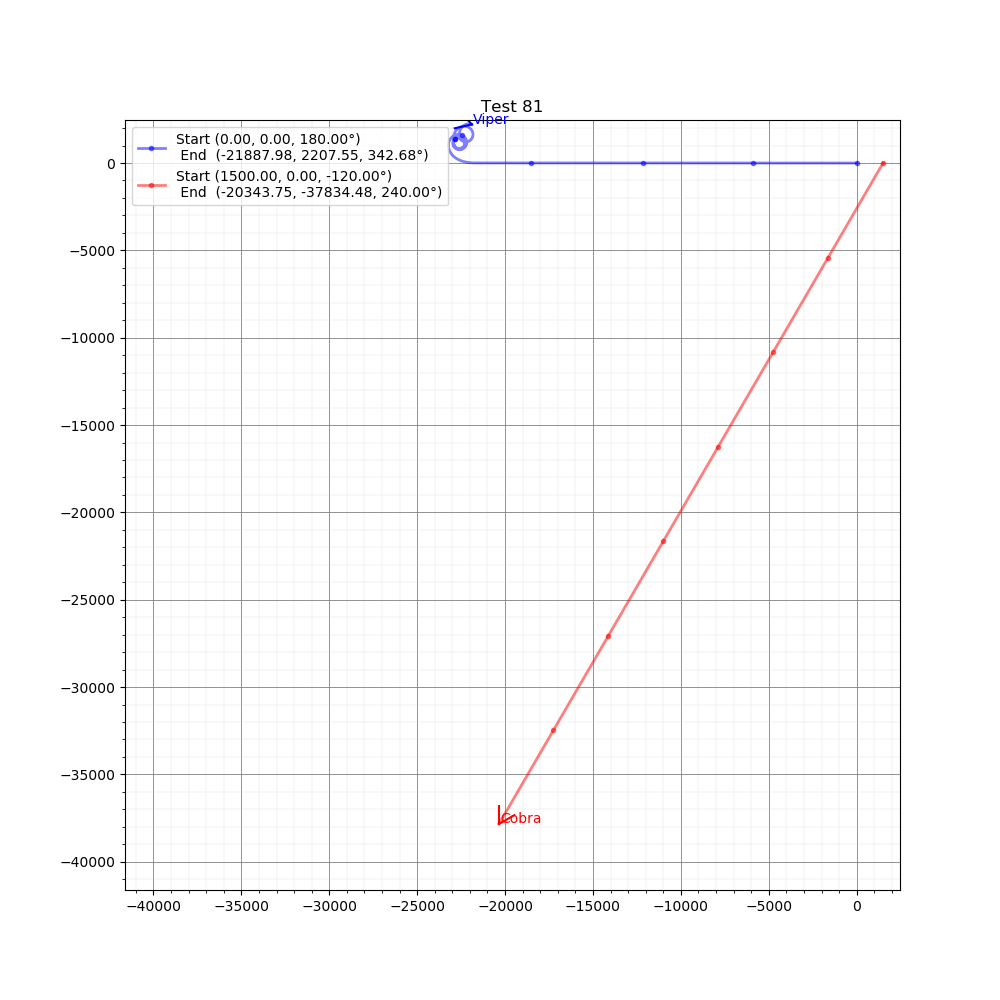 Test 81
Viper
Start (0.00, 0.00, 180.00°)
End  (-21887.98, 2207.55, 342.68°)
Start (1500.00, 0.00, -120.00°)
End  (-20343.75, -37834.48, 240.00°)
0
−5000
−10000
−15000
−20000
−25000
−30000
−35000
−40000
Cobra
−40000 −35000 −30000 −25000 −20000 −15000 −10000 −5000 0